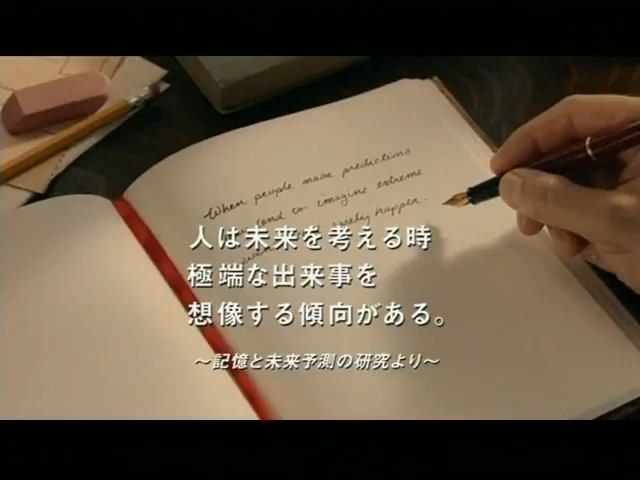 When people make predictions
tend to imagine extreme
rarely happen.
人は未来を考える時
極端な出来事を
想像する傾向がある。
～記憶と未来予測の研究より～